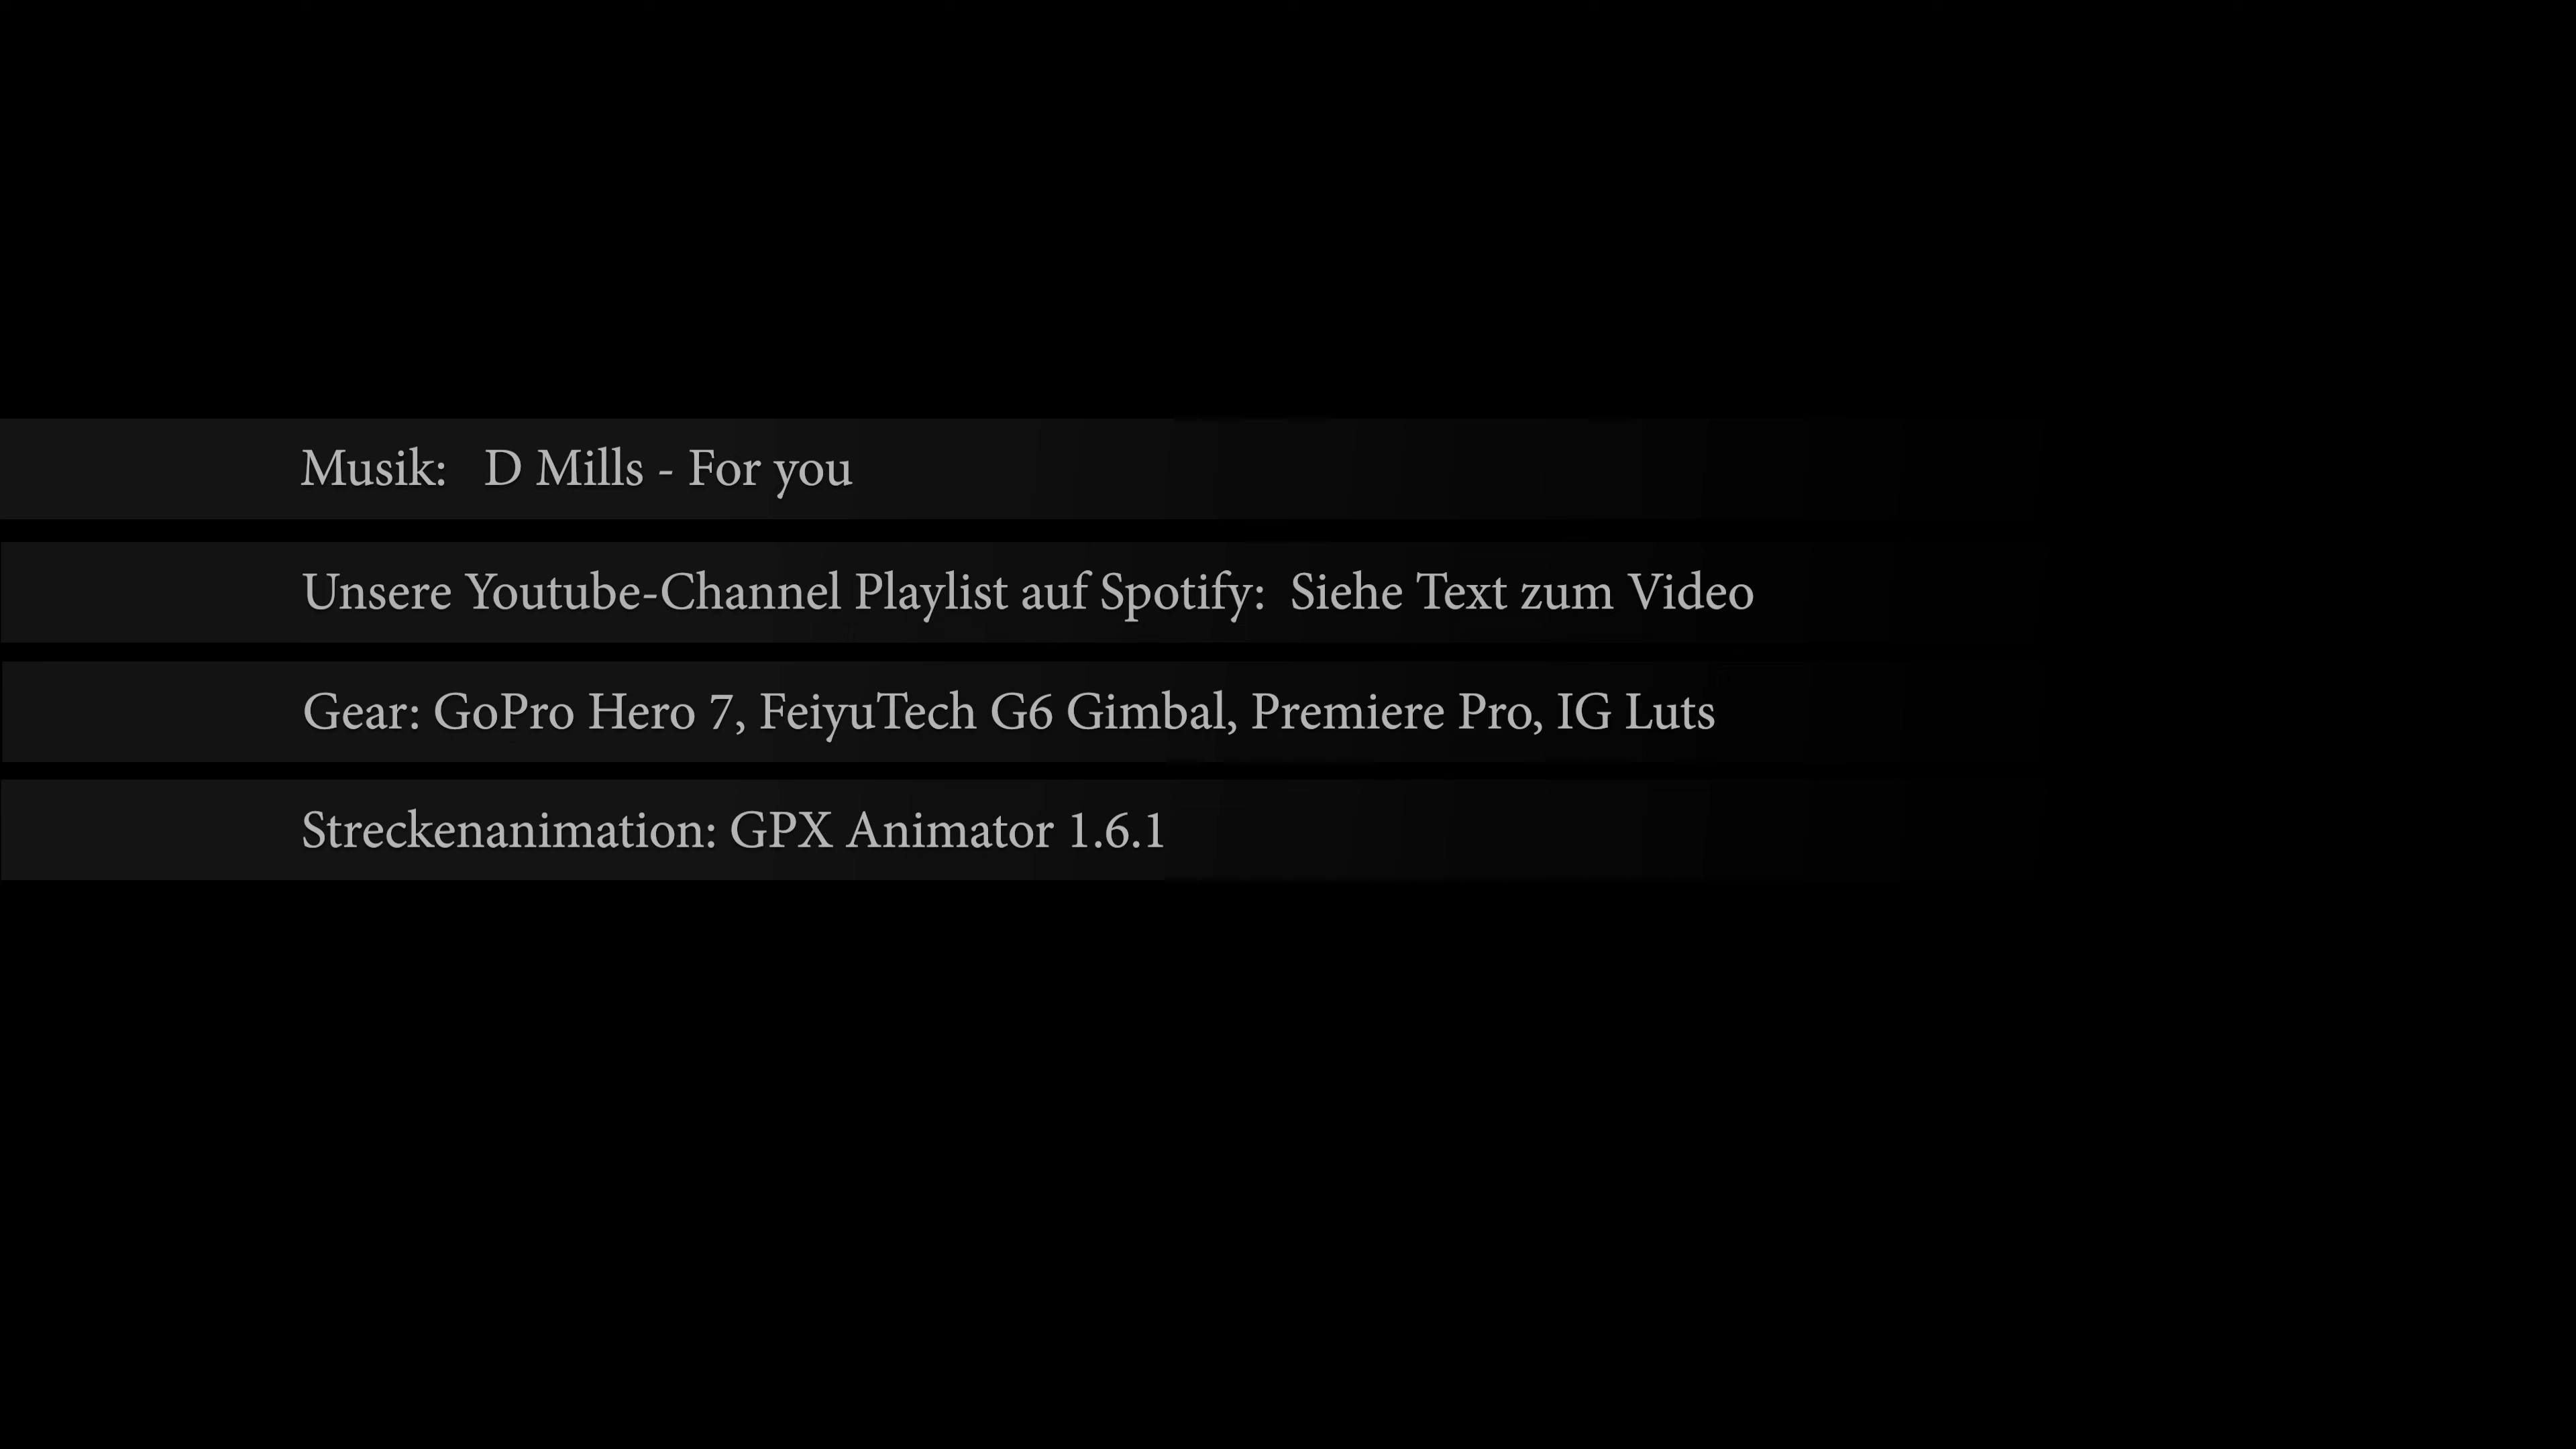 Musik:   D Mills - For you
Unsere Youtube-Channel Playlist auf Spotify:  Siehe Text zum Video
Gear: GoPro Hero 7, FeiyuTech G6 Gimbal, Premiere Pro, IG Luts
Streckenanimation: GPX Animator 1.6.1